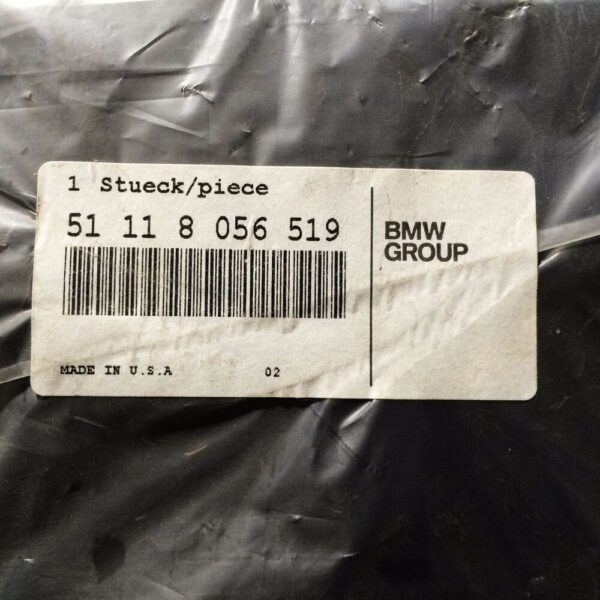 1 Stueck/piece
51 11 8 056 519
BMW
GROUP
MADE IN U.S.A 02